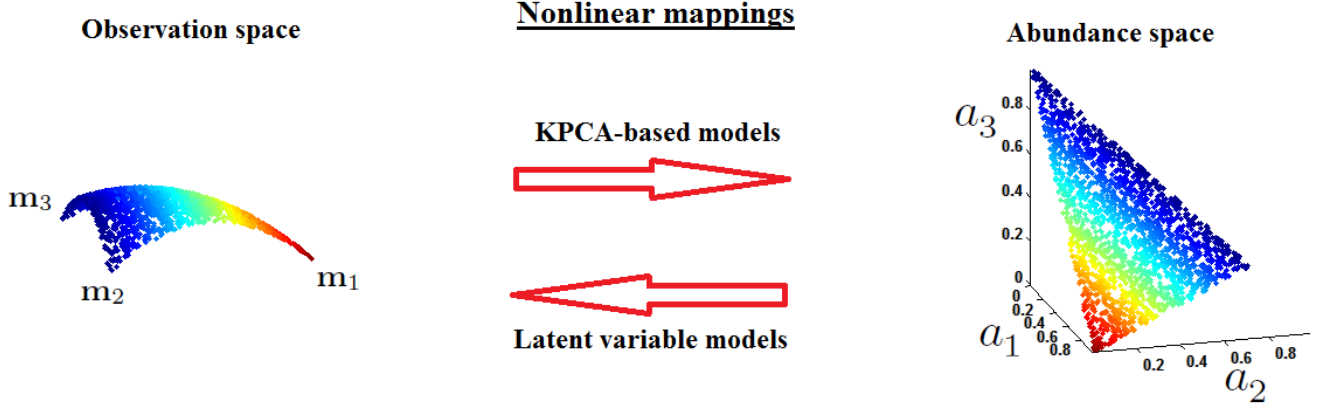 Nonlinear mappings
Observation space
Abundance space
KPCA-based models
Latent variable models
m₃
m₂
m₁
a₃
0.8
0.6
0.4
0.2
0
0
0.2
0.4
0.6
0.8
a₁
0.2
0.4
0.6
0.8
a₂